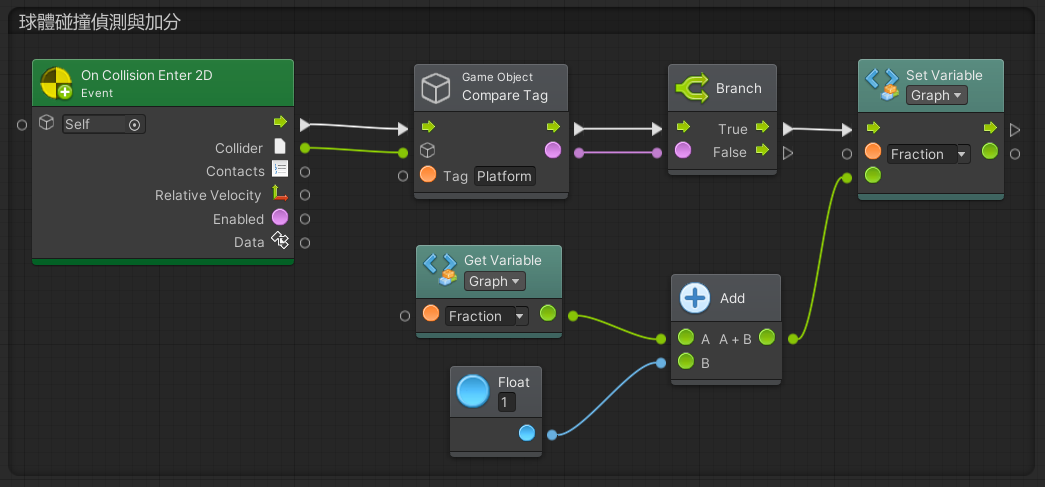 球體碰撞偵測與加分
On Collision Enter 2D
Event
Self
Collider
Contacts
Relative Velocity
Enabled
Data
Game Object
Compare Tag
Tag Platform
Branch
True
False
Set Variable
Graph
Fraction
Get Variable
Graph
Fraction
Add
A A + B
B
Float
1